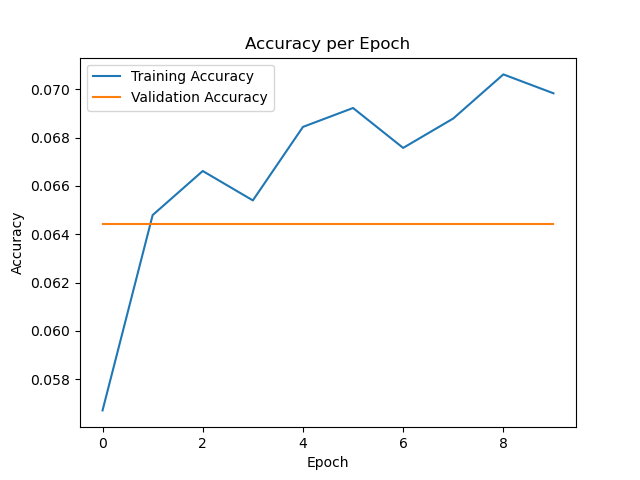 Accuracy per Epoch
Training Accuracy
Validation Accuracy
0.070
0.068
0.066
0.064
0.062
0.060
0.058
Accuracy
0
2
4
6
8
Epoch